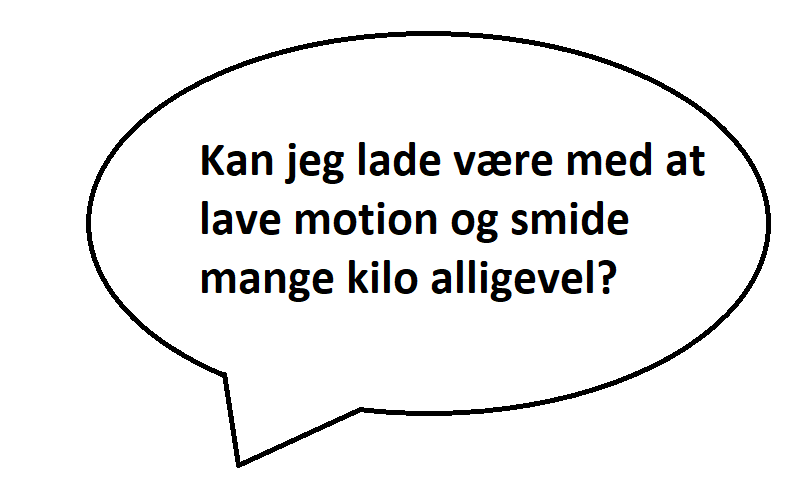 Kan jeg lade være med at
lave motion og smide
mange kilo alligevel?